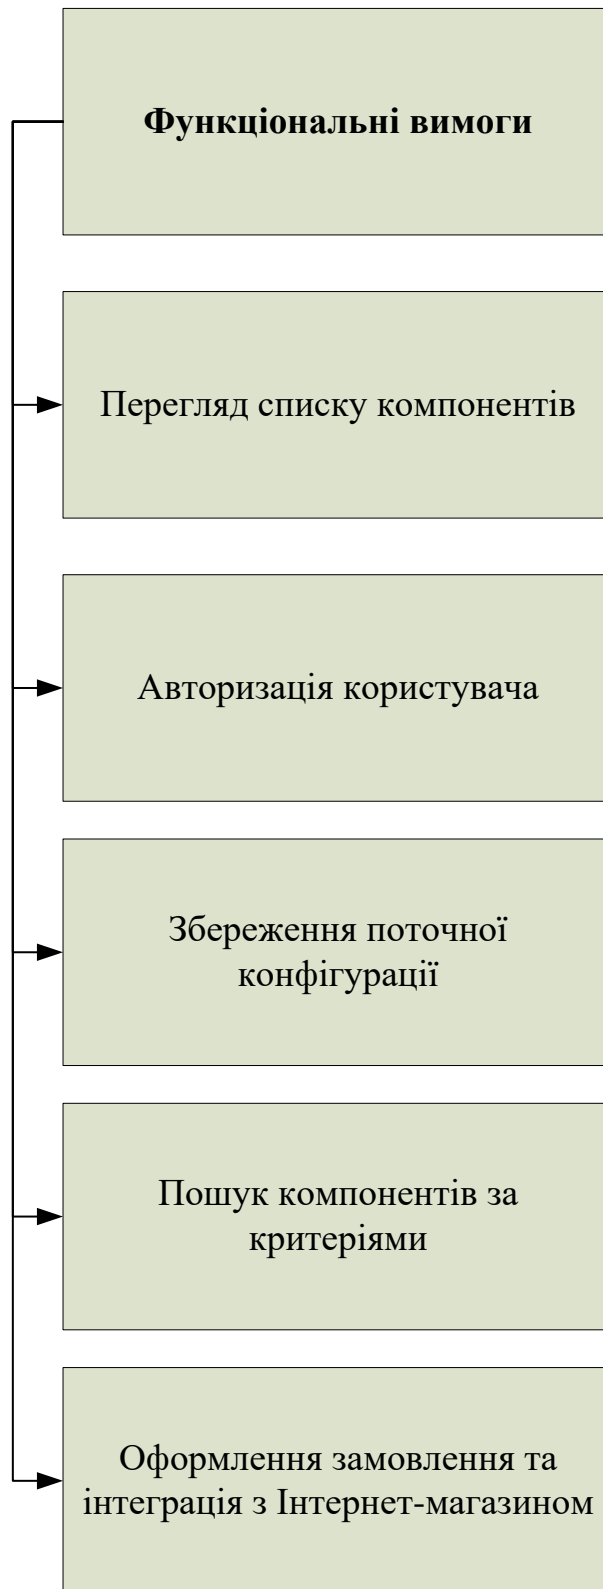 Функціональні вимоги
Перегляд списку компонентів
Авторизація користувача
Збереження поточної
конфігурації
Пошук компонентів за
критеріями
Оформлення замовлення та
інтеграція з Інтернет-магазином